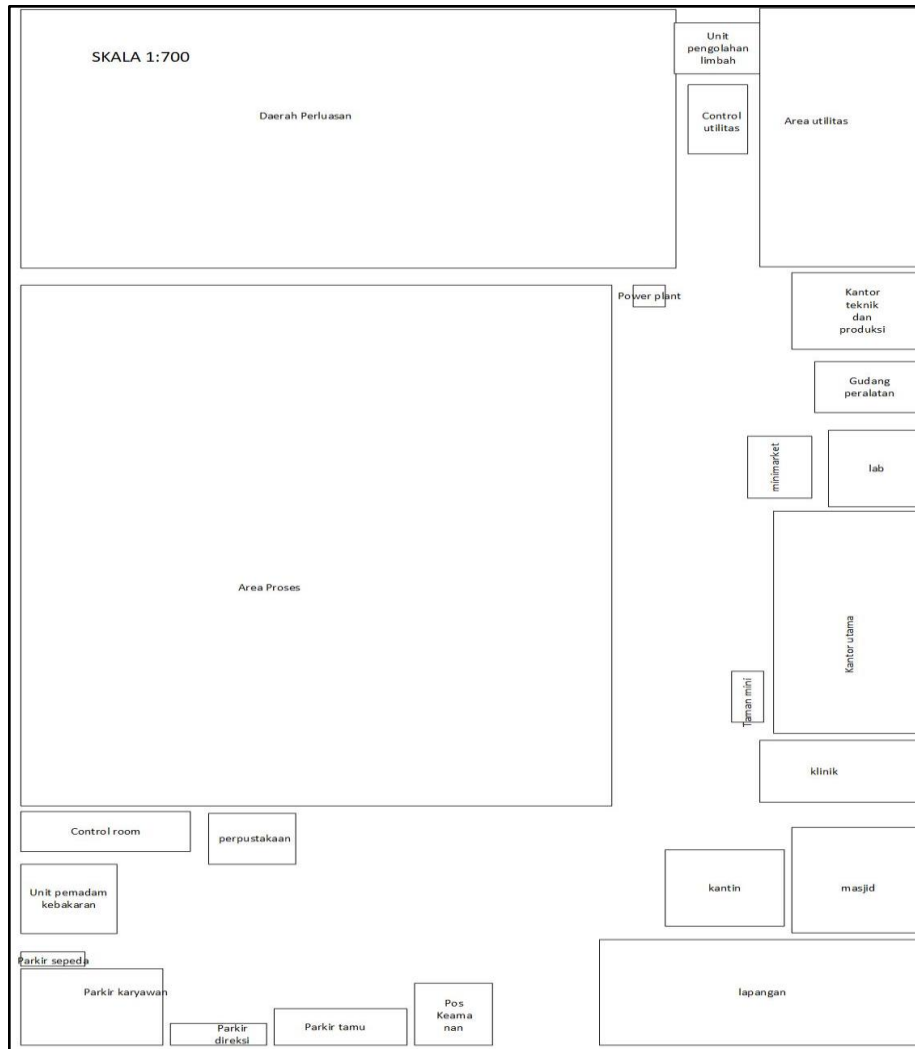 SKALA 1:700
Daerah Perluasan
Unit
pengolahan
limbah
Control
utilitas
Area utilitas
Power plant
Kantor
teknik
dan
produksi
Gudang
peralatan
minimarket
lab
Area Proses
Kantor utama
Taman mini
klinik
Control room
perpustakaan
Unit pemadam
kebakaran
kantin
masjid
Parkir sepeda
Parkir karyawan
Parkir
direksi
Parkir tamu
Pos
Keama
nan
lapangan